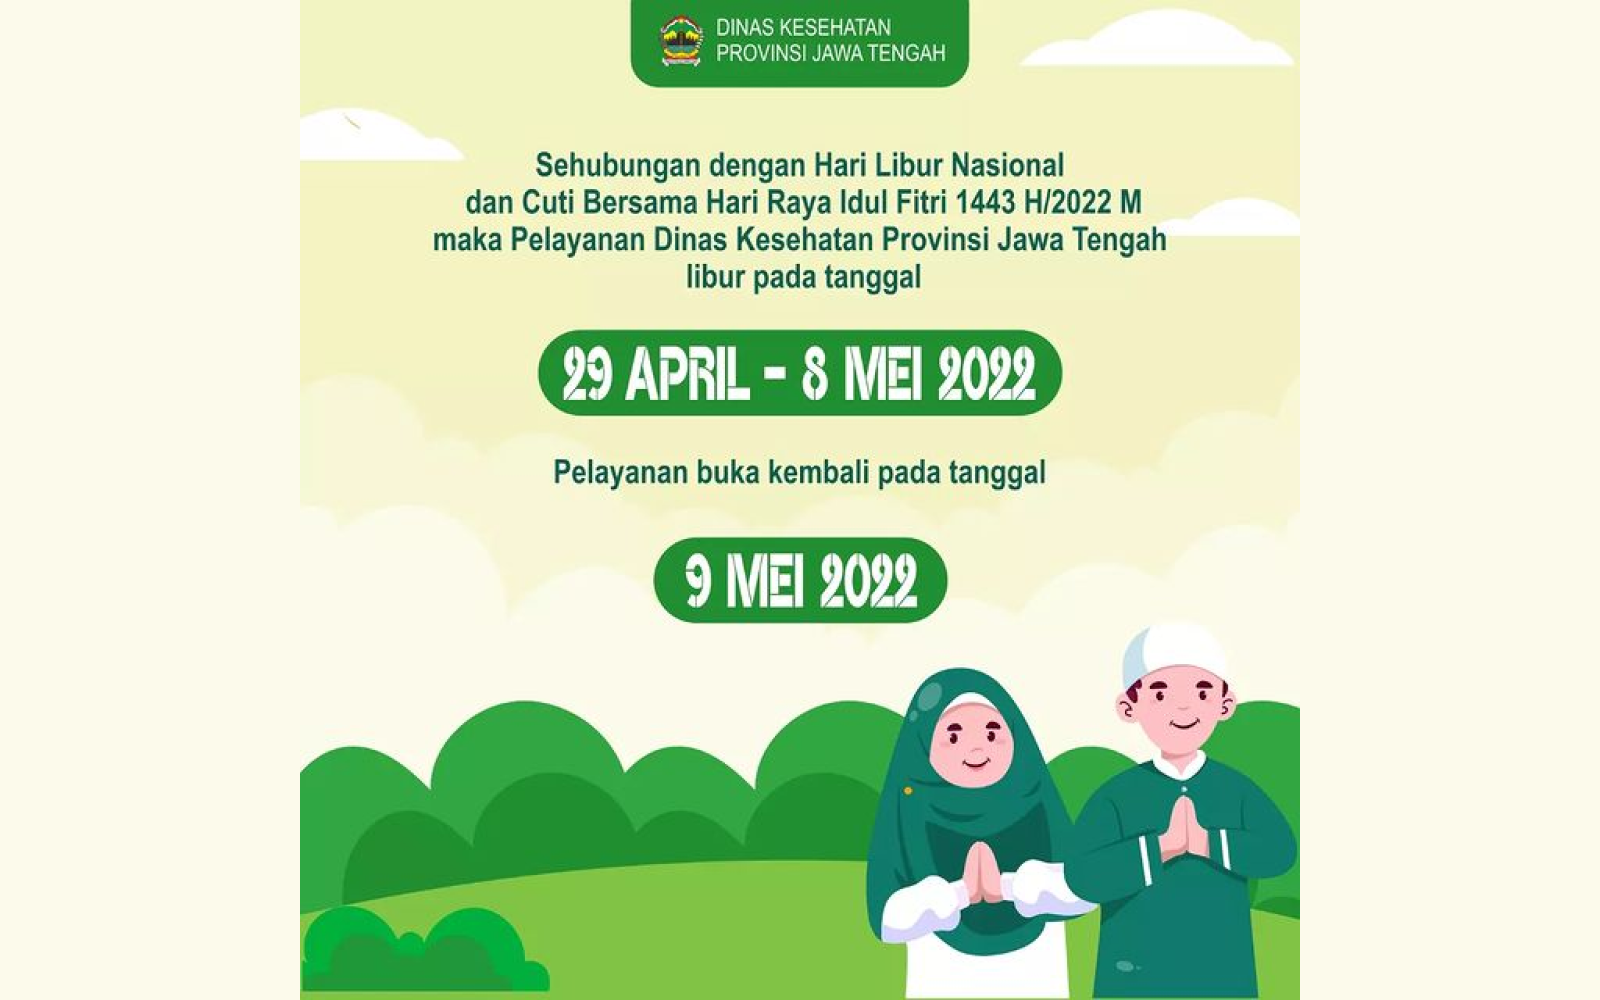 DINAS KESEHATAN
PROVINSI JAWA TENGAH
Sehubungan dengan Hari Libur Nasional
dan Cuti Bersama Hari Raya Idul Fitri 1443 H/2022 M
maka Pelayanan Dinas Kesehatan Provinsi Jawa Tengah
libur pada tanggal
29 APRIL - 8 MEI 2022
Pelayanan buka kembali pada tanggal
9 MEI 2022